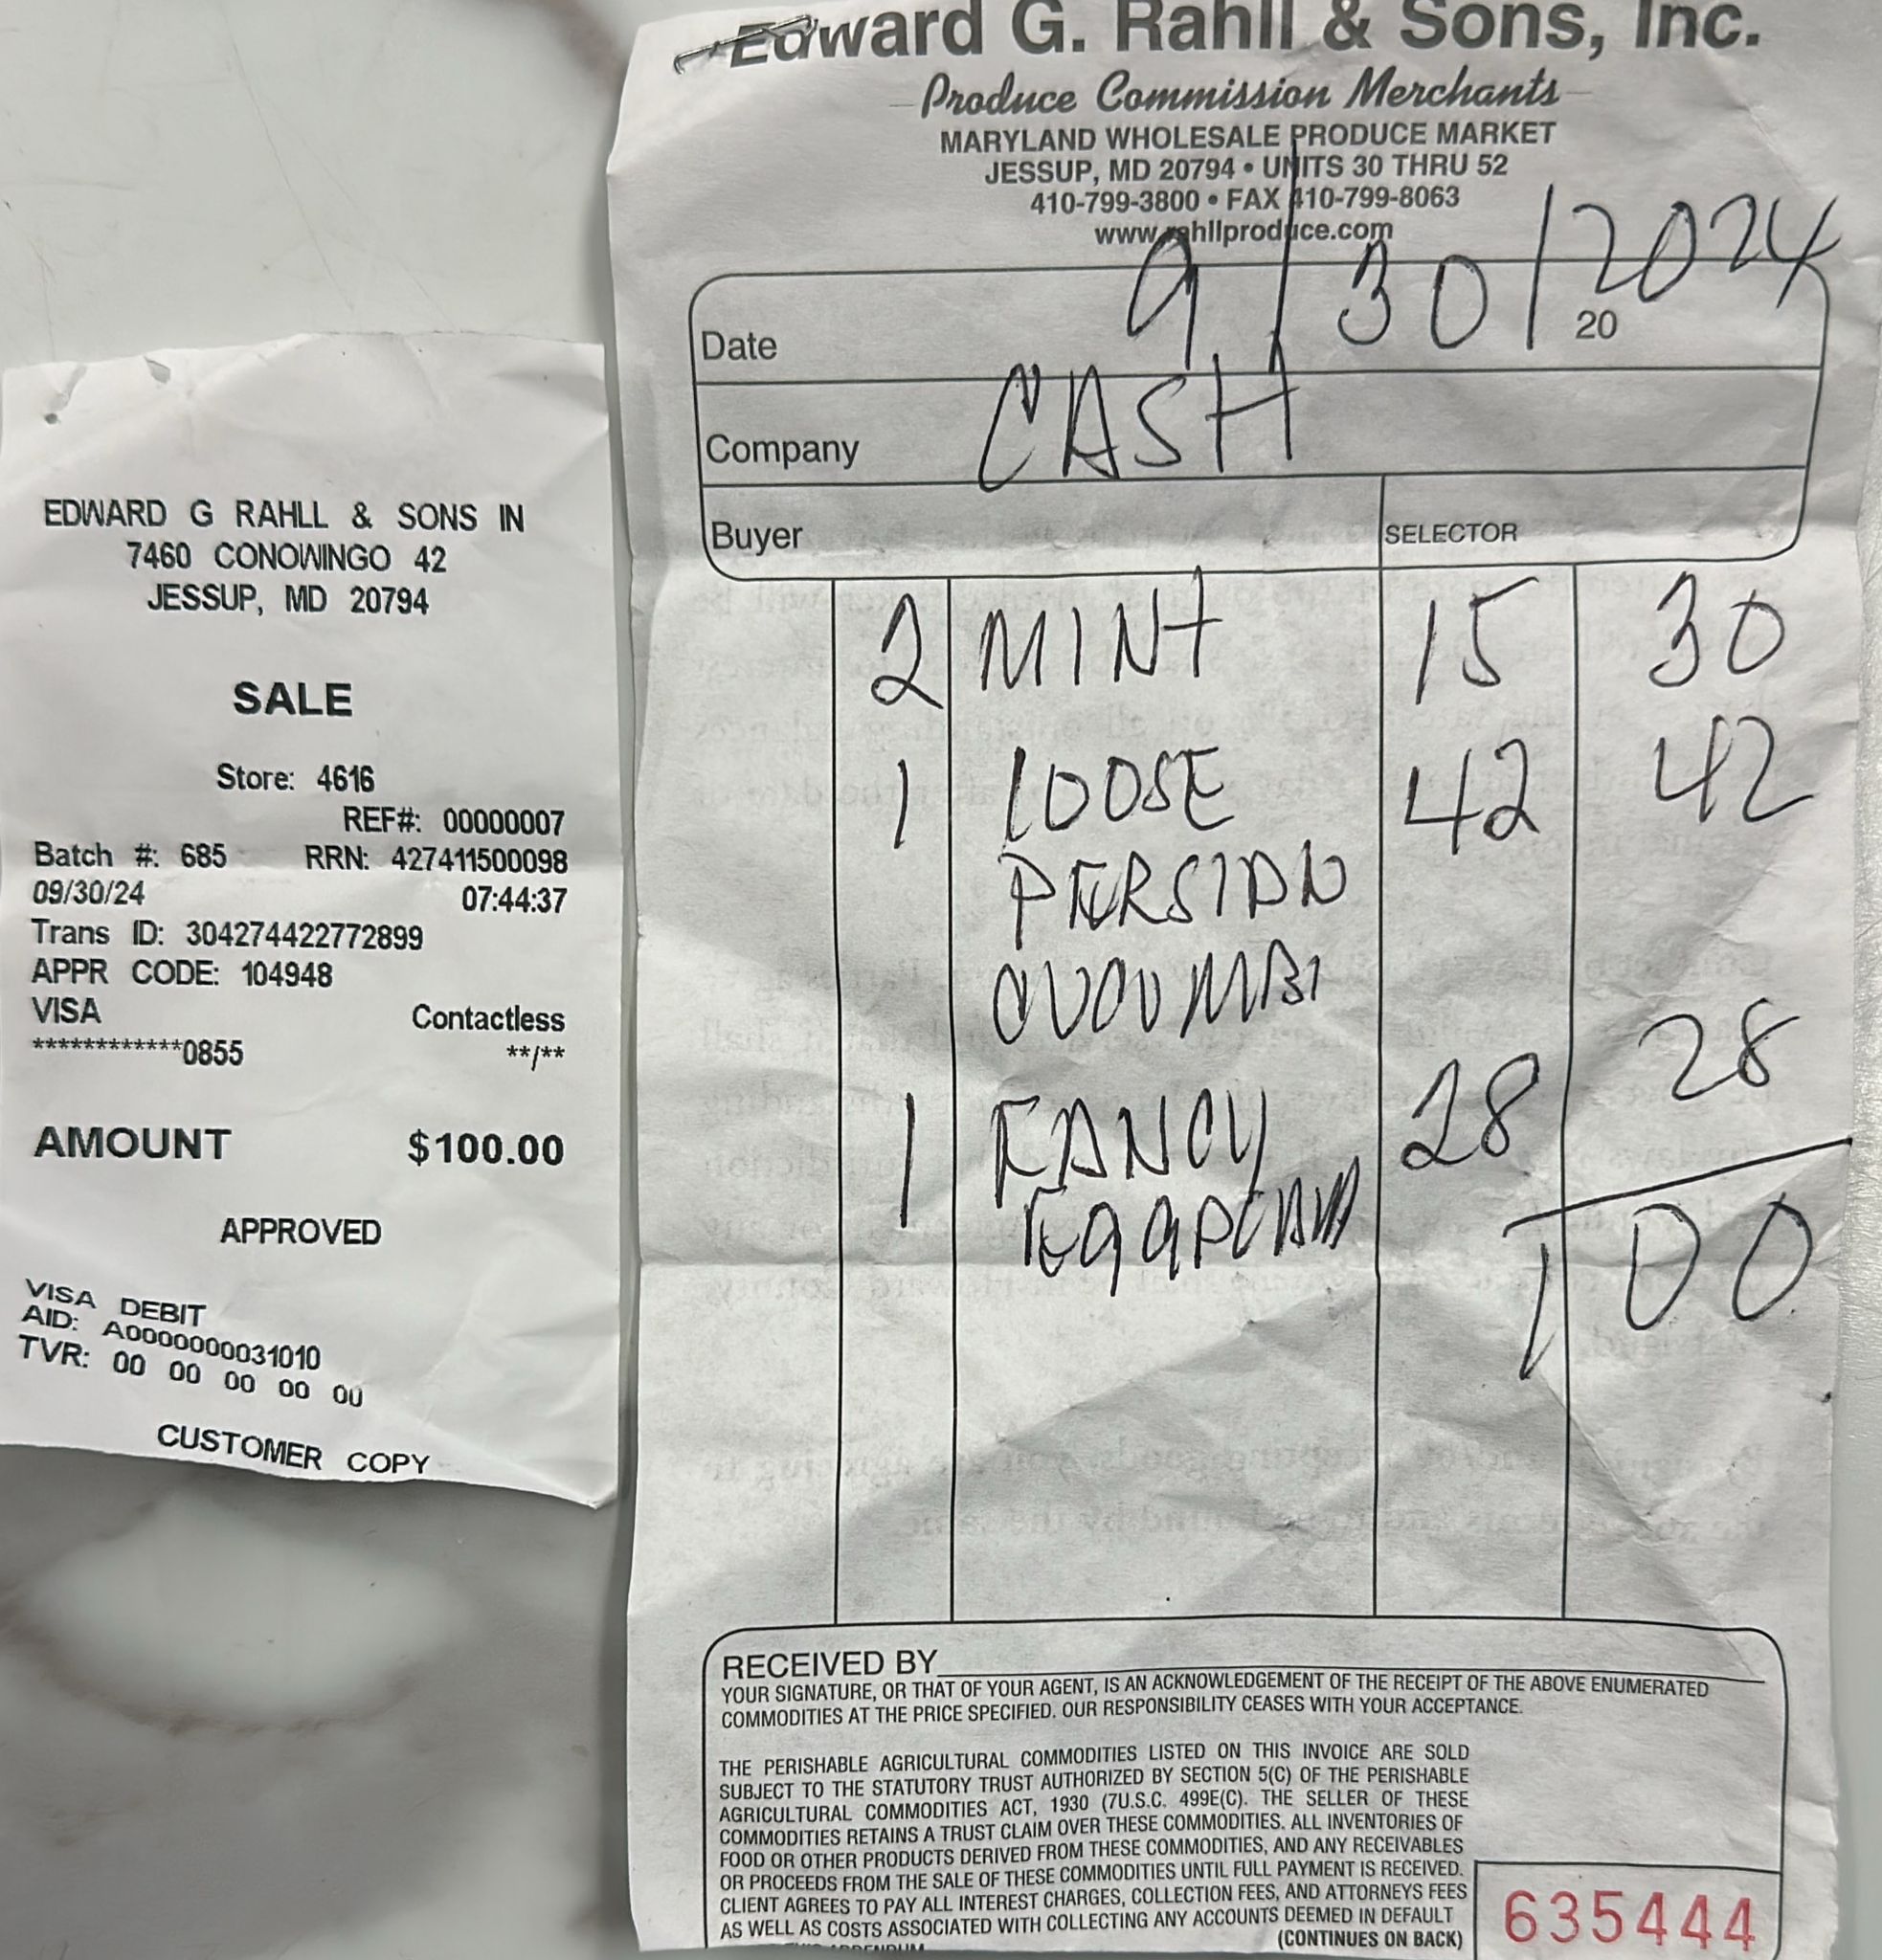 EDWARD G RAHLL & SONS IN
7460 CONOWINGO 42
JESSUP, MD 20794
SALE
Store: 4616
REF#: 00000007
Batch #: 685 RRN: 427411500098
09/30/24 07:44:37
Trans ID: 304274422772899
APPR CODE: 104948
VISA Contactless
************0855 **/**
AMOUNT $100.00
APPROVED
VISA DEBIT
AID: A0000000031010
TVR: 00 00 00 00 00
CUSTOMER COPY
Edward G. Rahll & Sons, Inc.
Produce Commission Merchants
MARYLAND WHOLESALE PRODUCE MARKET
JESSUP, MD 20794 • UNITS 30 THRU 52
410-799-3800 • FAX 410-799-8063
www.rahllproduce.com
Date 9/30/2024 20
Company CASH
Buyer SELECTOR
2 MINT 15 30
1 LOOSE 42 42
PERSIAN
1 FANCY 28 28
100
RECEIVED BY
YOUR SIGNATURE, OR THAT OF YOUR AGENT, IS AN ACKNOWLEDGEMENT OF THE RECEIPT OF THE ABOVE ENUMERATED
COMMODITIES AT THE PRICE SPECIFIED. OUR RESPONSIBILITY CEASES WITH YOUR ACCEPTANCE.
THE PERISHABLE AGRICULTURAL COMMODITIES LISTED ON THIS INVOICE ARE SOLD
SUBJECT TO THE STATUTORY TRUST AUTHORIZED BY SECTION 5(C) OF THE PERISHABLE
AGRICULTURAL COMMODITIES ACT, 1930 (7U.S.C. 499E(C). THE SELLER OF THESE
COMMODITIES RETAINS A TRUST CLAIM OVER THESE COMMODITIES. ALL INVENTORIES OF
FOOD OR OTHER PRODUCTS DERIVED FROM THESE COMMODITIES, AND ANY RECEIVABLES
OR PROCEEDS FROM THE SALE OF THESE COMMODITIES UNTIL FULL PAYMENT IS RECEIVED.
CLIENT AGREES TO PAY ALL INTEREST CHARGES, COLLECTION FEES, AND ATTORNEYS FEES
AS WELL AS COSTS ASSOCIATED WITH COLLECTING ANY ACCOUNTS DEEMED IN DEFAULT
(CONTINUES ON BACK)
635444